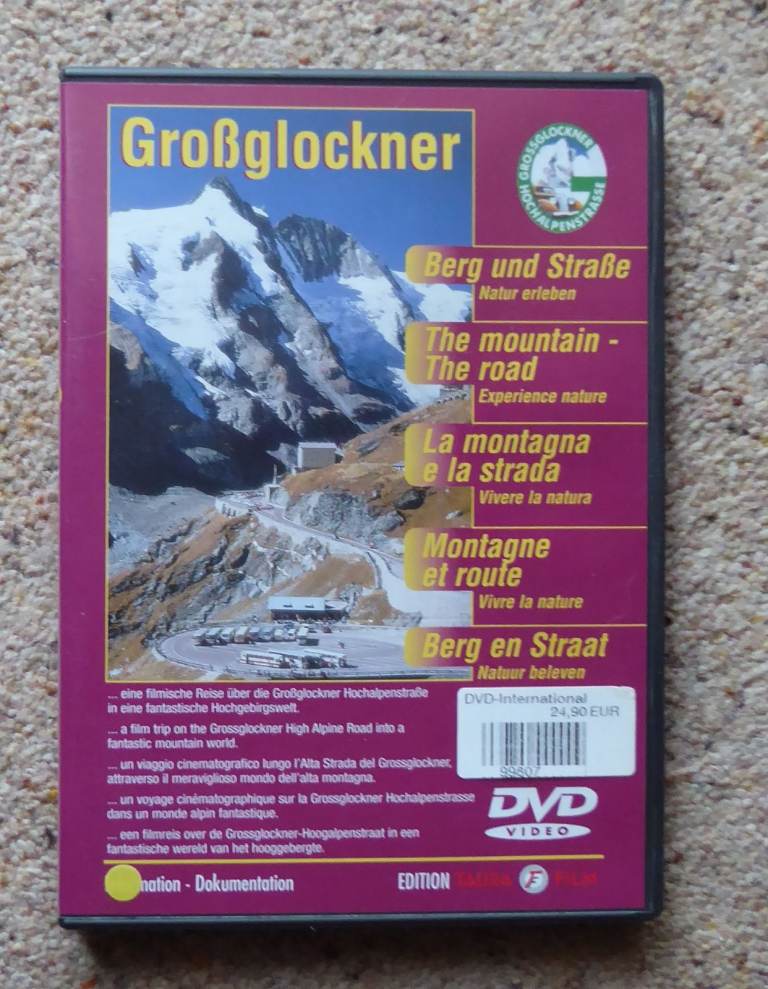 Großglockner
GROSSGLOCKNER
HOCHALPENSTRASSE
Berg und Straße
Natur erleben
The mountain -
The road
Experience nature
La montagna
e la strada
Vivere la natura
Montagne
et route
Vivre la nature
Berg en Straat
Natuur beleven
... eine filmische Reise über die Großglockner Hochalpenstraße
in eine fantastische Hochgebirgswelt.
... a film trip on the Grossglockner High Alpine Road into a
fantastic mountain world.
... un viaggio cinematografico lungo l'Alta Strada del Grossglockner,
attraverso il meraviglioso mondo dell'alta montagna.
... un voyage cinématographique sur la Grossglockner Hochalpenstrasse
dans un monde alpin fantastique.
... een filmreis over de Grossglockner-Hoogalpenstraat in een
fantastische wereld van het hooggebergte.
DVD-International
24,90 EUR
99807
DVD
VIDEO
mation - Dokumentation
EDITION TAURA F FILM